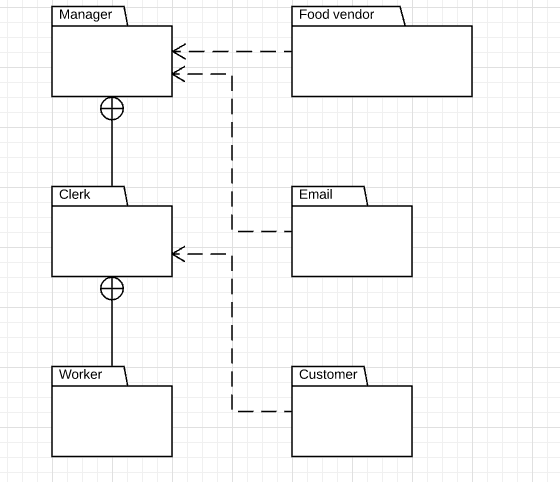 Manager
Food vendor
Clerk
Email
Worker
Customer